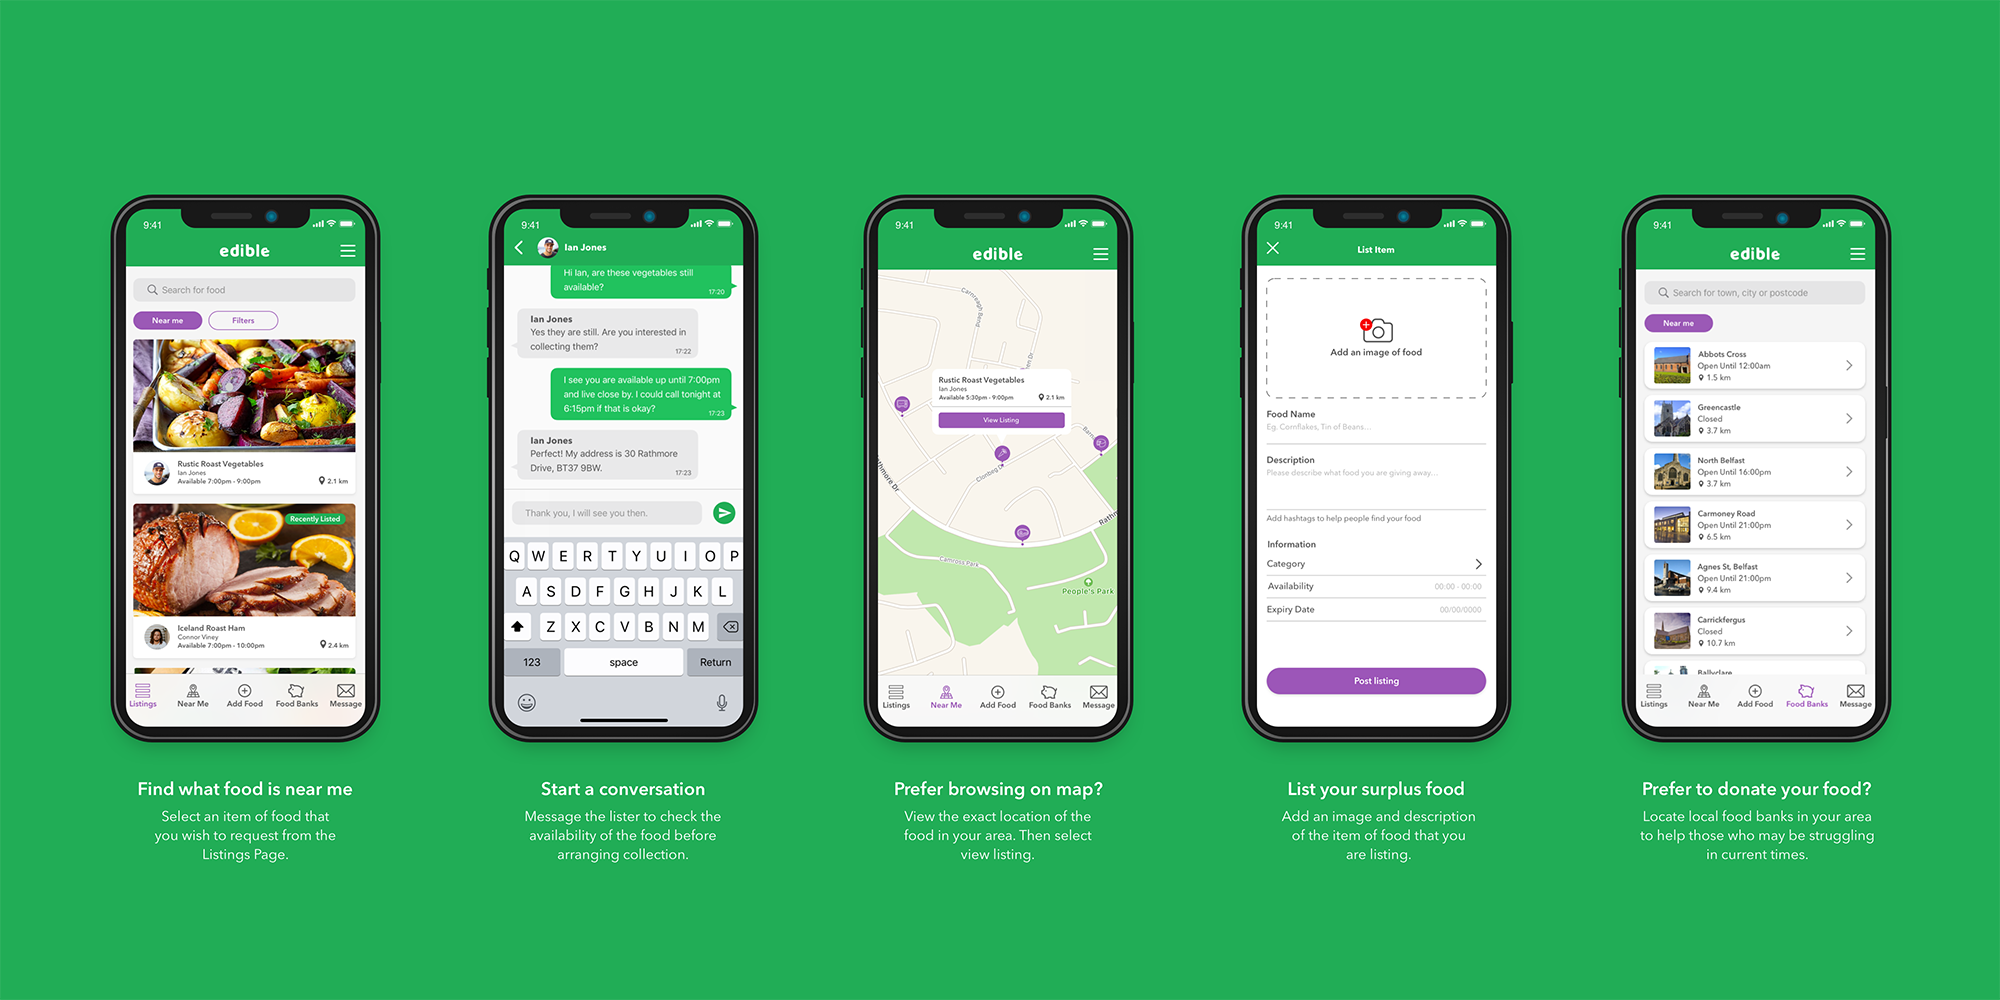 9:41
edible
Search for food
Near me
Filters
Rustic Roast Vegetables
Ian Jones
Available 7:00pm - 9:00pm
2.1 km
Recently Listed
Iceland Roast Ham
Connor Viney
Available 7:00pm - 10:00pm
2.4 km
Listings
Near Me
Add Food
Food Banks
Message
Find what food is near me
Select an item of food that
you wish to request from the
Listings Page.
9:41
Ian Jones
Hi Ian, are these vegetables still
available?
17:20
Ian Jones
Yes they are still. Are you interested in
collecting them?
17:22
I see you are available up until 7:00pm
and live close by. I could call tonight at
6:15pm if that is okay?
17:23
Ian Jones
Perfect! My address is 30 Rathmore
Drive, BT37 9BW.
17:23
Thank you, I will see you then.
Q W E R T Y U I O P
A S D F G H J K L
Z X C V B N M
123
space
Return
Start a conversation
Message the lister to check the
availability of the food before
arranging collection.
9:41
edible
Carnreagh Bend
Rustic Roast Vegetables
Ian Jones
Available 5:30pm - 9:00pm
2.1 km
View Listing
Clonbeg
Camross Park
People's Park
Listings
Near Me
Add Food
Food Banks
Message
Prefer browsing on map?
View the exact location of the
food in your area. Then select
view listing.
9:41
List Item
Add an image of food
Food Name
Eg. Cornflakes, Tin of Beans...
Description
Please describe what food you are giving away...
Add hashtags to help people find your food
Information
Category
Availability
00:00 - 00:00
Expiry Date
00/00/0000
Post listing
List your surplus food
Add an image and description
of the item of food that you
are listing.
9:41
edible
Search for town, city or postcode
Near me
Abbots Cross
Open Until 12:00am
1.5 km
Greencastle
Closed
3.7 km
North Belfast
Open Until 16:00pm
3.7 km
Carmoney Road
Open Until 21:00pm
6.5 km
Agnes St, Belfast
Open Until 21:00pm
9.4 km
Carrickfergus
Closed
10.7 km
Ballyclare
Listings
Near Me
Add Food
Food Banks
Message
Prefer to donate your food?
Locate local food banks in your area
to help those who may be struggling
in current times.